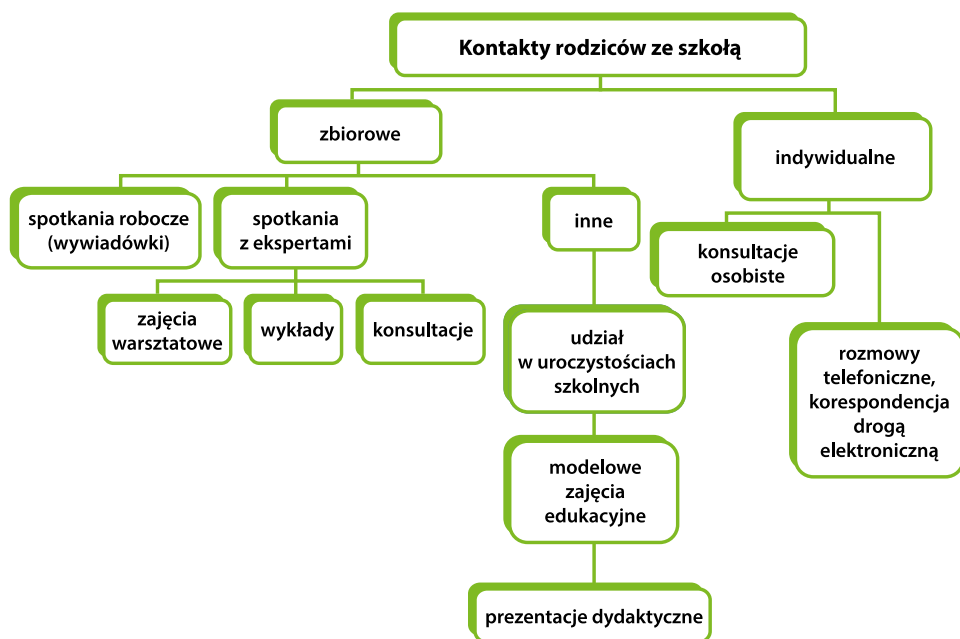 Kontakty rodziców ze szkołą
zbiorowe
indywidualne
spotkania robocze
(wywiadówki)
spotkania
z ekspertami
inne
konsultacje
osobiste
zajęcia
warsztatowe
wykłady
konsultacje
udział
w uroczystościach
szkolnych
rozmowy
telefoniczne,
korespondencja
drogą
elektroniczną
modelowe
zajęcia
edukacyjne
prezentacje dydaktyczne